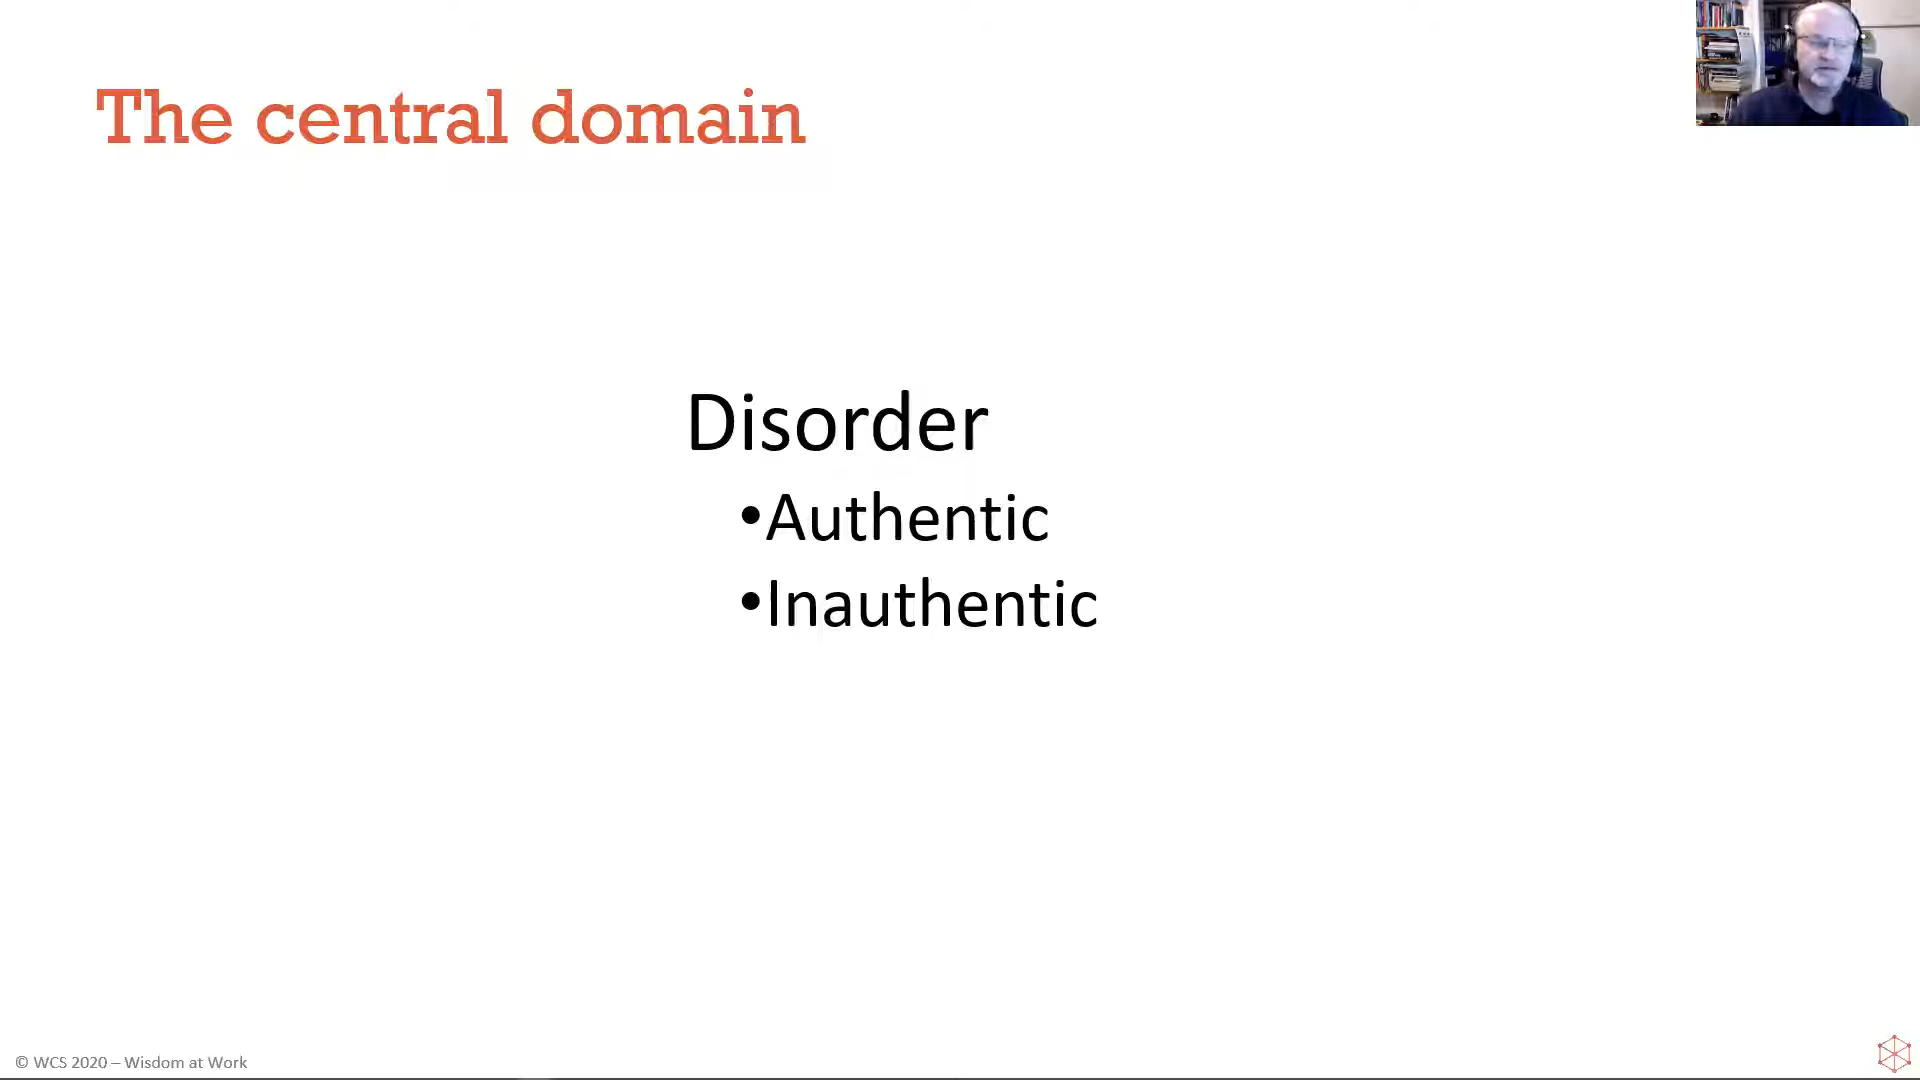 The central domain
Disorder
•Authentic
•Inauthentic
© WCS 2020 – Wisdom at Work